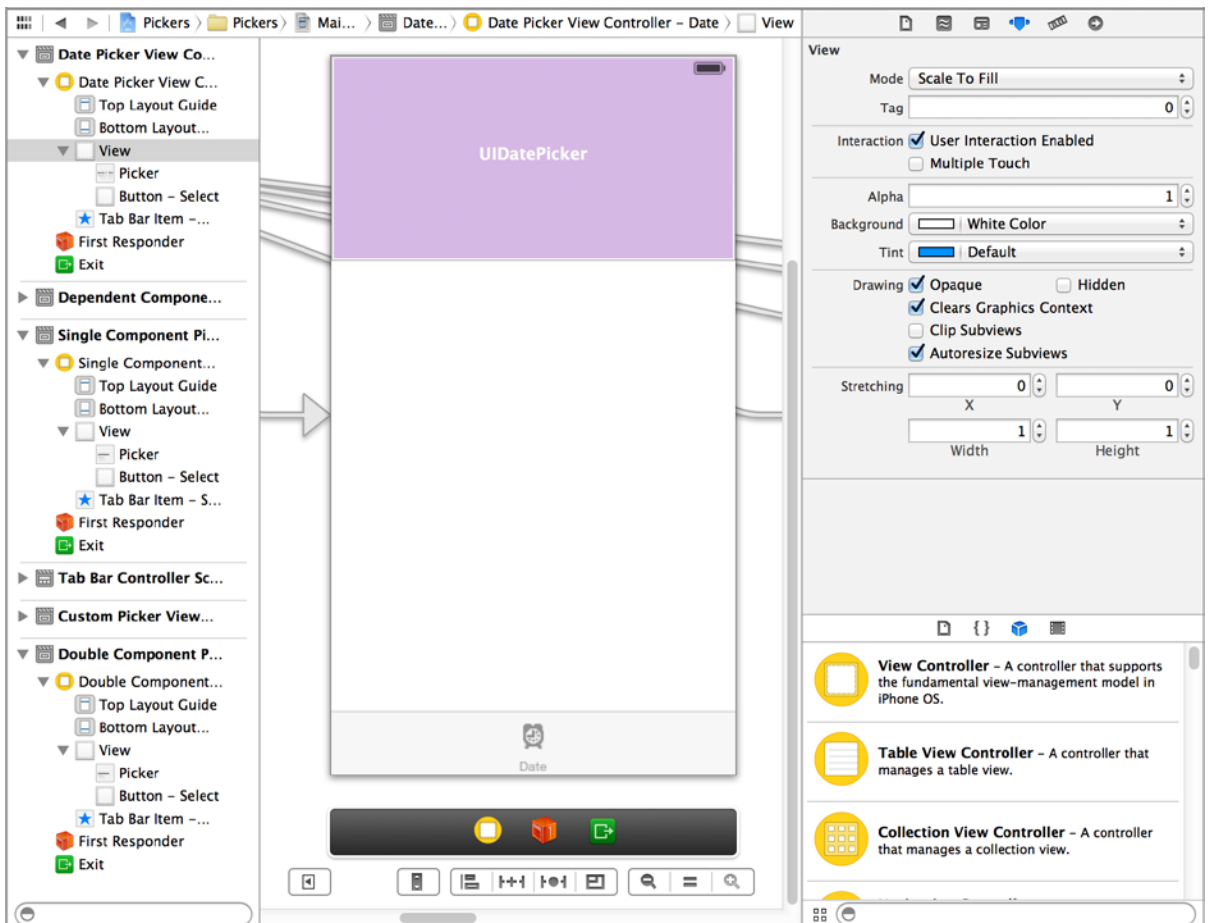 Pickers Pickers Mai... Date... Date Picker View Controller – Date View
Date Picker View Co...
Date Picker View C...
Top Layout Guide
Bottom Layout...
View
Picker
Button – Select
Tab Bar Item –...
First Responder
Exit
Dependent Compone...
Single Component Pi...
Single Component...
Top Layout Guide
Bottom Layout...
View
Picker
Button – Select
Tab Bar Item – S...
First Responder
Exit
Tab Bar Controller Sc...
Custom Picker View...
Double Component P...
Double Component...
Top Layout Guide
Bottom Layout...
View
Picker
Button – Select
Tab Bar Item –...
First Responder
Exit
UIDatePicker
Date
View
Mode Scale To Fill
Tag 0
Interaction User Interaction Enabled
Multiple Touch
Alpha 1
Background White Color
Tint Default
Drawing Opaque Hidden
Clears Graphics Context
Clip Subviews
Autoresize Subviews
Stretching 0 0
X Y
1 1
Width Height
{ }
View Controller – A controller that supports
the fundamental view-management model in
iPhone OS.
Table View Controller – A controller that
manages a table view.
Collection View Controller – A controller
that manages a collection view.